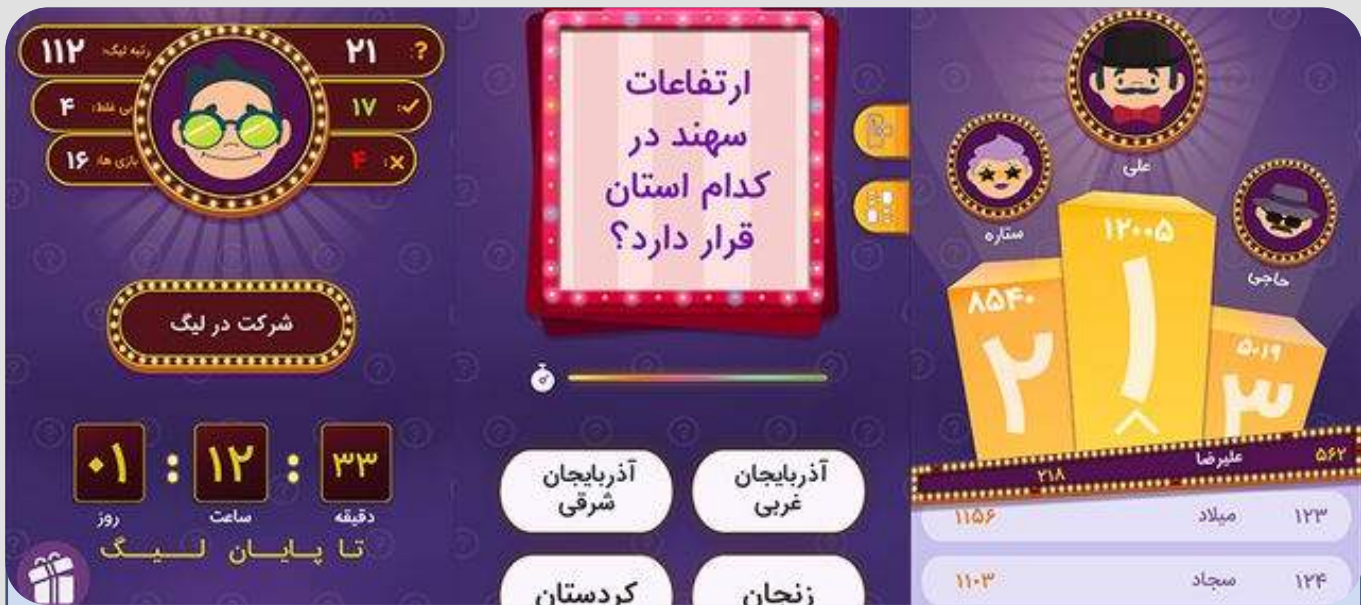 رتبه لیگ: ۱۱۲
بی غلط: ۴
بازی ها: ۱۶
?: ۲۱
✓: ۱۷
×: ۴
شرکت در لیگ
۰۱ : ۱۲ : ۳۳
روز ساعت دقیقه
تا پایان لیگ
ارتفاعات
سهند در
کدام استان
قرار دارد؟
آذربایجان
غربی
آذربایجان
شرقی
زنجان
کردستان
علی
ستاره
حاجی
۱۲۰۰۵
۱
۸۵۴۰
۲
۵۰۱۹
۳
۵۶۲ علیرضا ۲۱۸
۱۲۳ میلاد ۱۱۵۶
۱۲۴ سجاد ۱۱۰۳